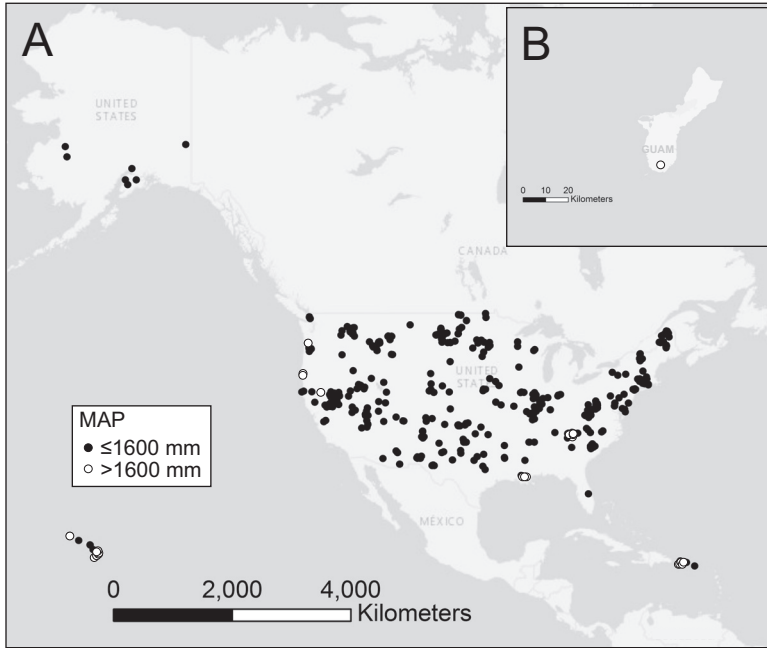 A
B
UNITED
STATES
GUAM
0 10 20
Kilometers
CANADA
UNITED
STATES
MAP
≤1600 mm
>1600 mm
MÉXICO
0 2,000 4,000
Kilometers